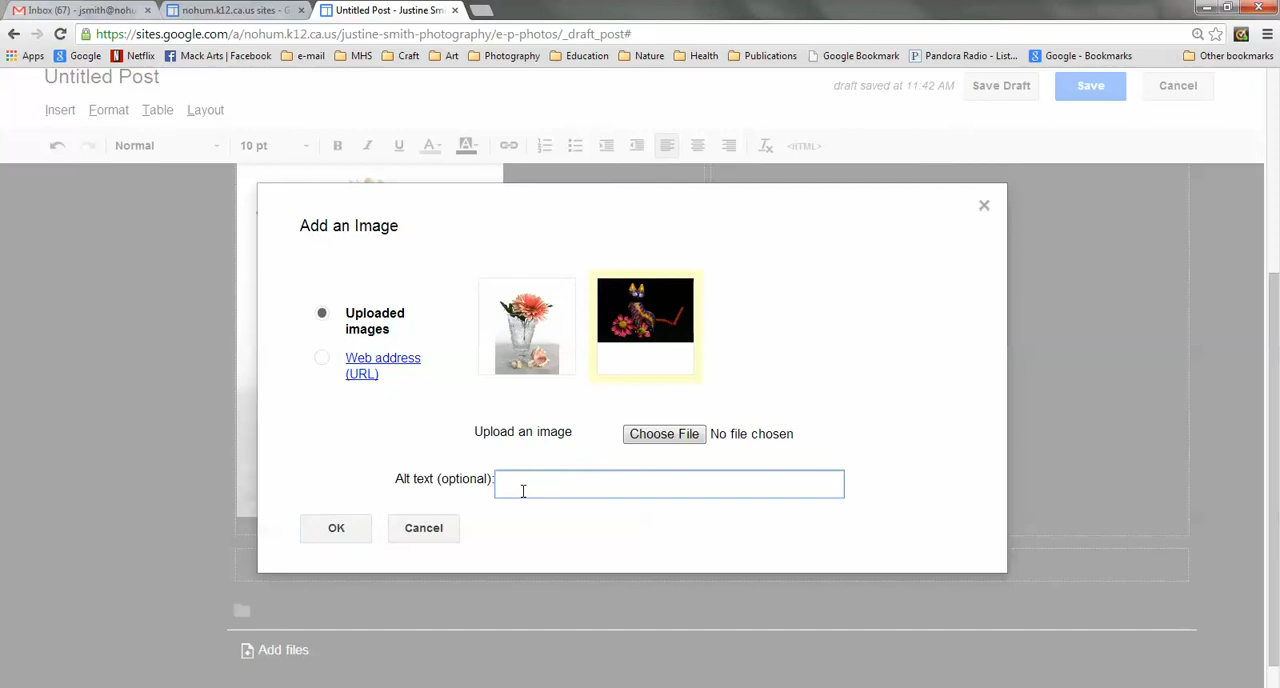 Inbox (67) - jsmith@nohu
nohum.k12.ca.us sites - G
Untitled Post - Justine Smi
https://sites.google.com/a/nohum.k12.ca.us/justine-smith-photography/e-p-photos/_draft_post#
Apps Google Netflix Mack Arts | Facebook e-mail MHS Craft Art Photography Education Nature Health Publications Google Bookmark Pandora Radio - List... Google - Bookmarks Other bookmarks
Untitled Post
draft saved at 11:42 AM Save Draft Save Cancel
Insert Format Table Layout
Normal 10 pt B I U A A <HTML>
Add an Image
Uploaded
images
Web address
(URL)
Upload an image Choose File No file chosen
Alt text (optional):
OK Cancel
Add files